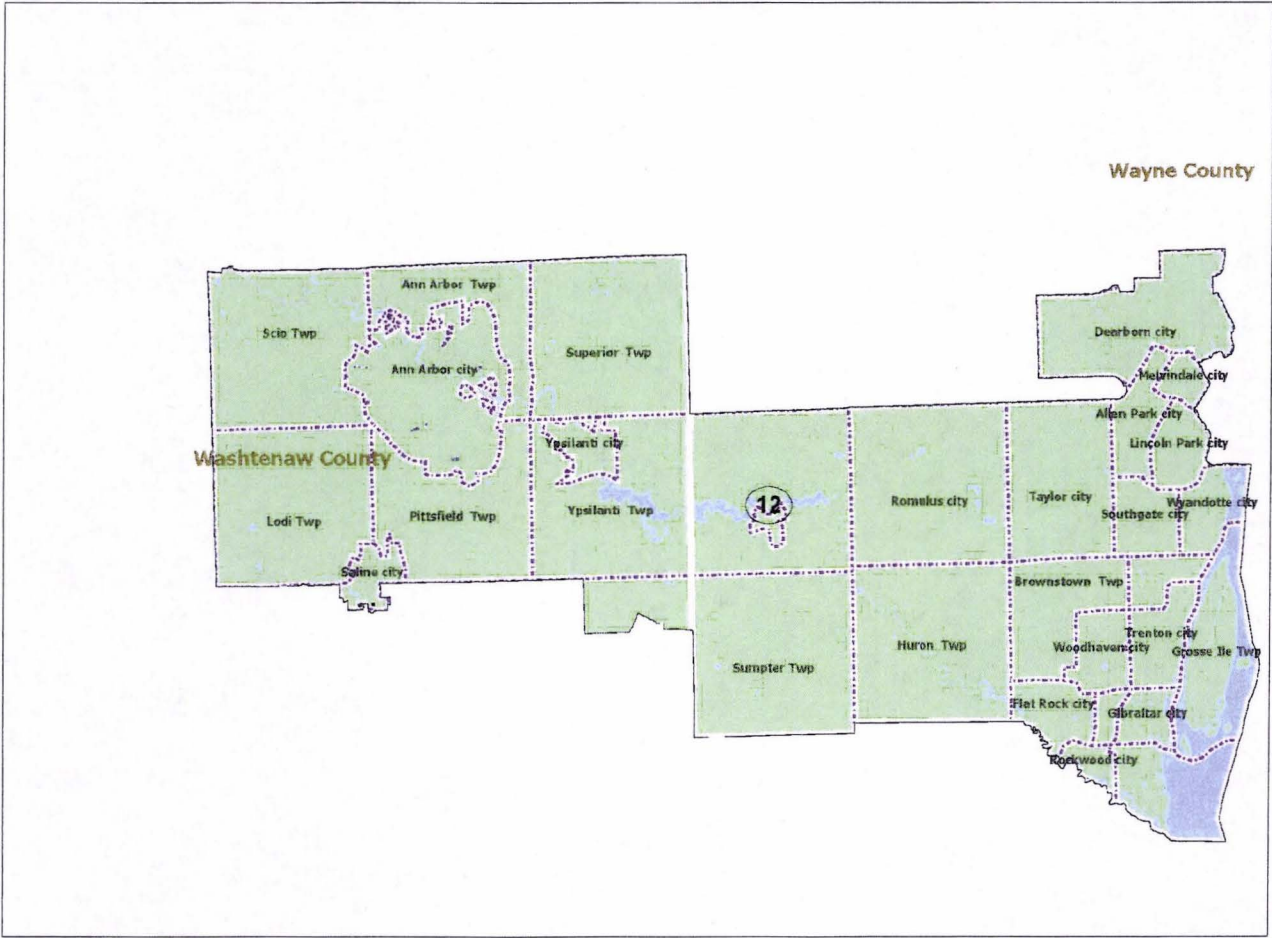 Wayne County
Ann Arbor Twp
Scio Twp
Dearborn city
Superior Twp
Ann Arbor city
Melvindale city
Allen Park city
Ypsilanti city
Lincoln Park city
Washtenaw County
12
Romulus city
Taylor city
Wyandotte city
Lodi Twp
Pittsfield Twp
Ypsilanti Twp
Southgate city
Saline city
Brownstown Twp
Trenton city
Sumpter Twp
Huron Twp
Woodhaven city
Grosse Ile Twp
Flat Rock city
Gibraltar city
Rockwood city